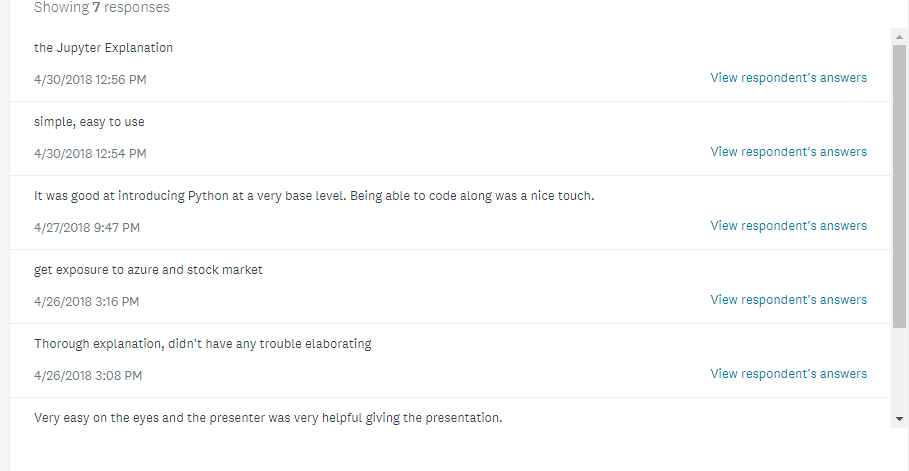 Showing 7 responses
the Jupyter Explanation
4/30/2018 12:56 PM
View respondent's answers
simple, easy to use
4/30/2018 12:54 PM
View respondent's answers
It was good at introducing Python at a very base level. Being able to code along was a nice touch.
4/27/2018 9:47 PM
View respondent's answers
get exposure to azure and stock market
4/26/2018 3:16 PM
View respondent's answers
Thorough explanation, didn't have any trouble elaborating
4/26/2018 3:08 PM
View respondent's answers
Very easy on the eyes and the presenter was very helpful giving the presentation.